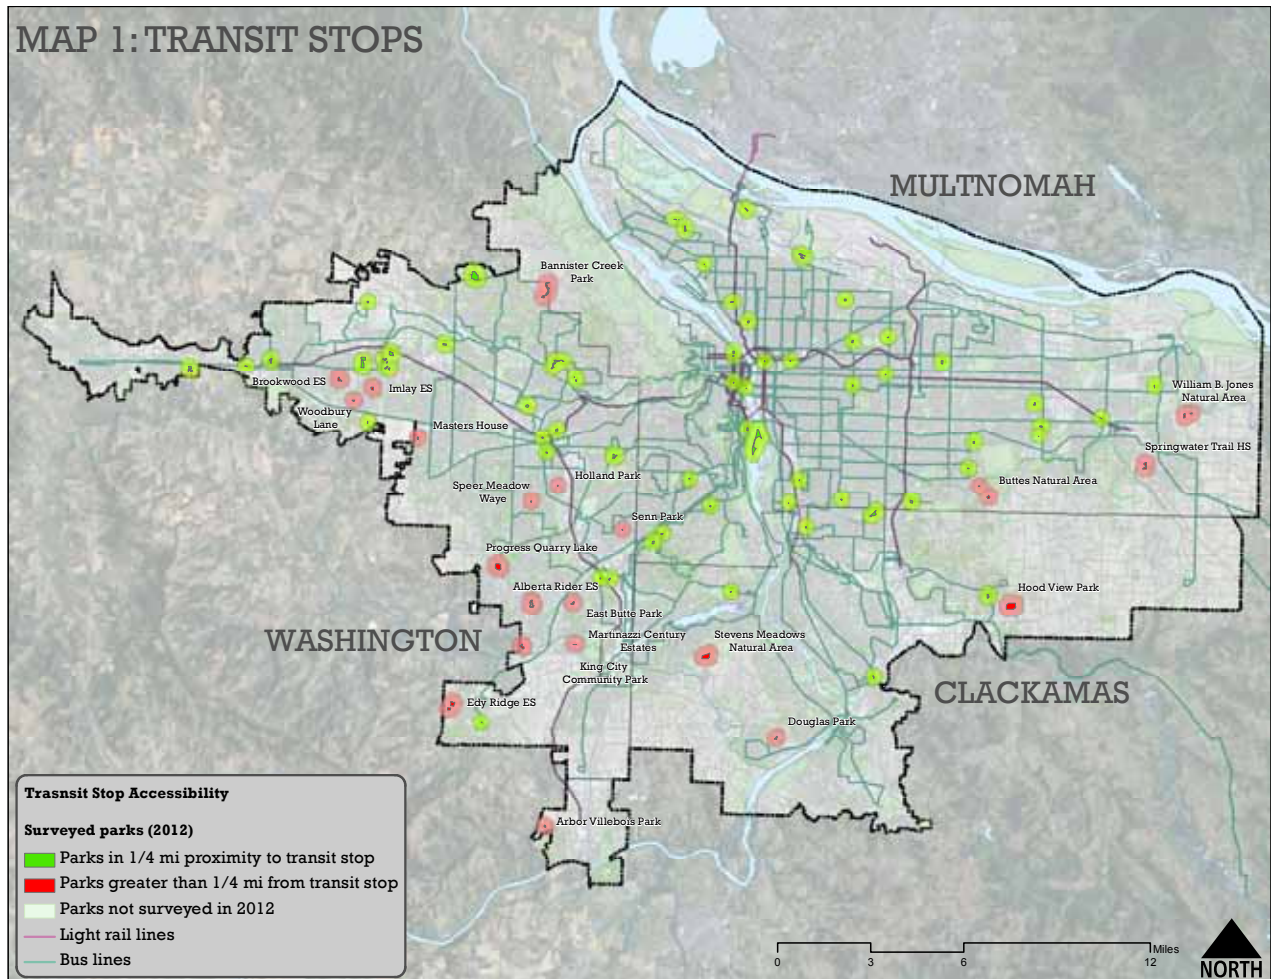 MAP 1: TRANSIT STOPS
MULTNOMAH
Bannister Creek
Park
Brookwood ES
Imlay ES
William B. Jones
Natural Area
Woodbury
Lane
Masters House
Springwater Trail HS
Holland Park
Speer Meadow
Waye
Buttes Natural Area
Senn Park
Progress Quarry Lake
Alberta Rider ES
Hood View Park
East Butte Park
WASHINGTON
Martinazzi Century
Estates
Stevens Meadows
Natural Area
King City
Community Park
CLACKAMAS
Edy Ridge ES
Douglas Park
Arbor Villebois Park
Trasnsit Stop Accessibility
Surveyed parks (2012)
Parks in 1/4 mi proximity to transit stop
Parks greater than 1/4 mi from transit stop
Parks not surveyed in 2012
Light rail lines
Bus lines
Miles
0 3 6 12
NORTH